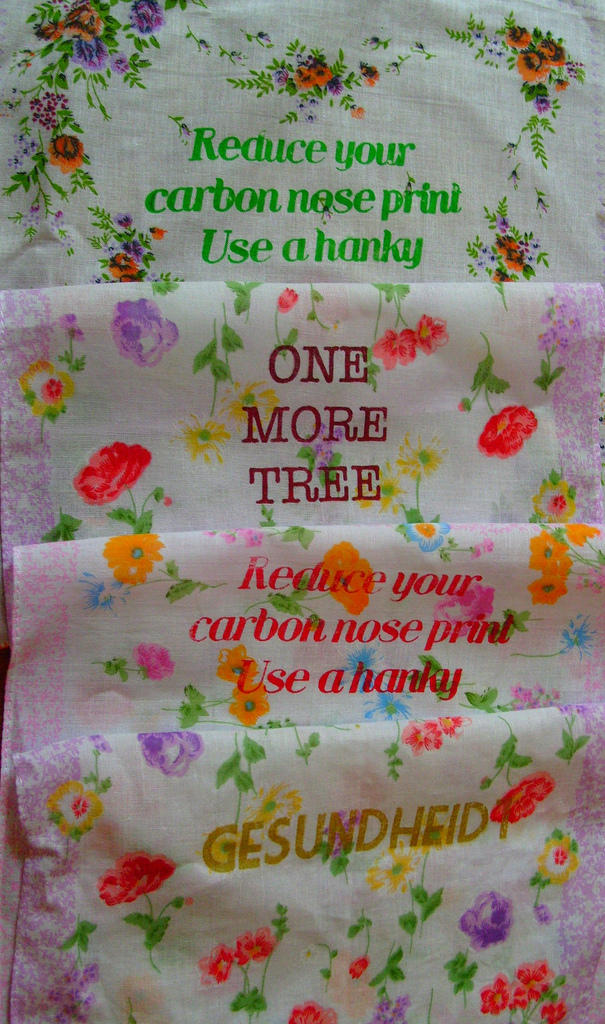 Reduce your
carbon nose print
Use a hanky
ONE
MORE
TREE
Reduce your
carbon nose print
Use a hanky
GESUNDHEIDT